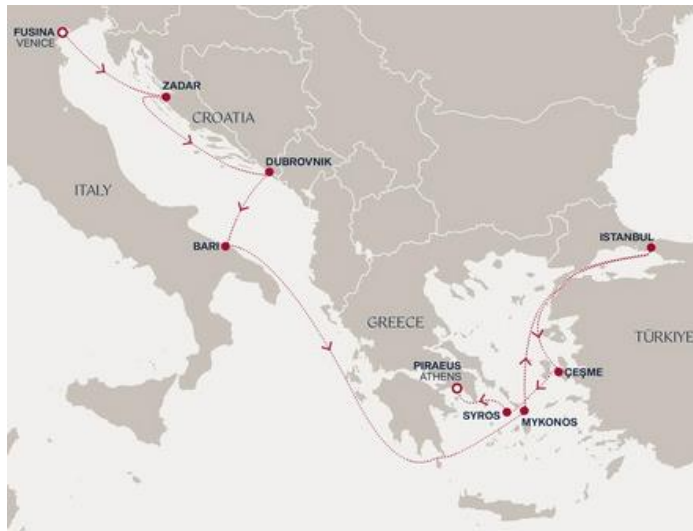 FUSINA
VENICE
ZADAR
CROATIA
DUBROVNIK
ITALY
BARI
ISTANBUL
GREECE
TÜRKIYE
PIRAEUS
ATHENS
ÇEŞME
SYROS
MYKONOS